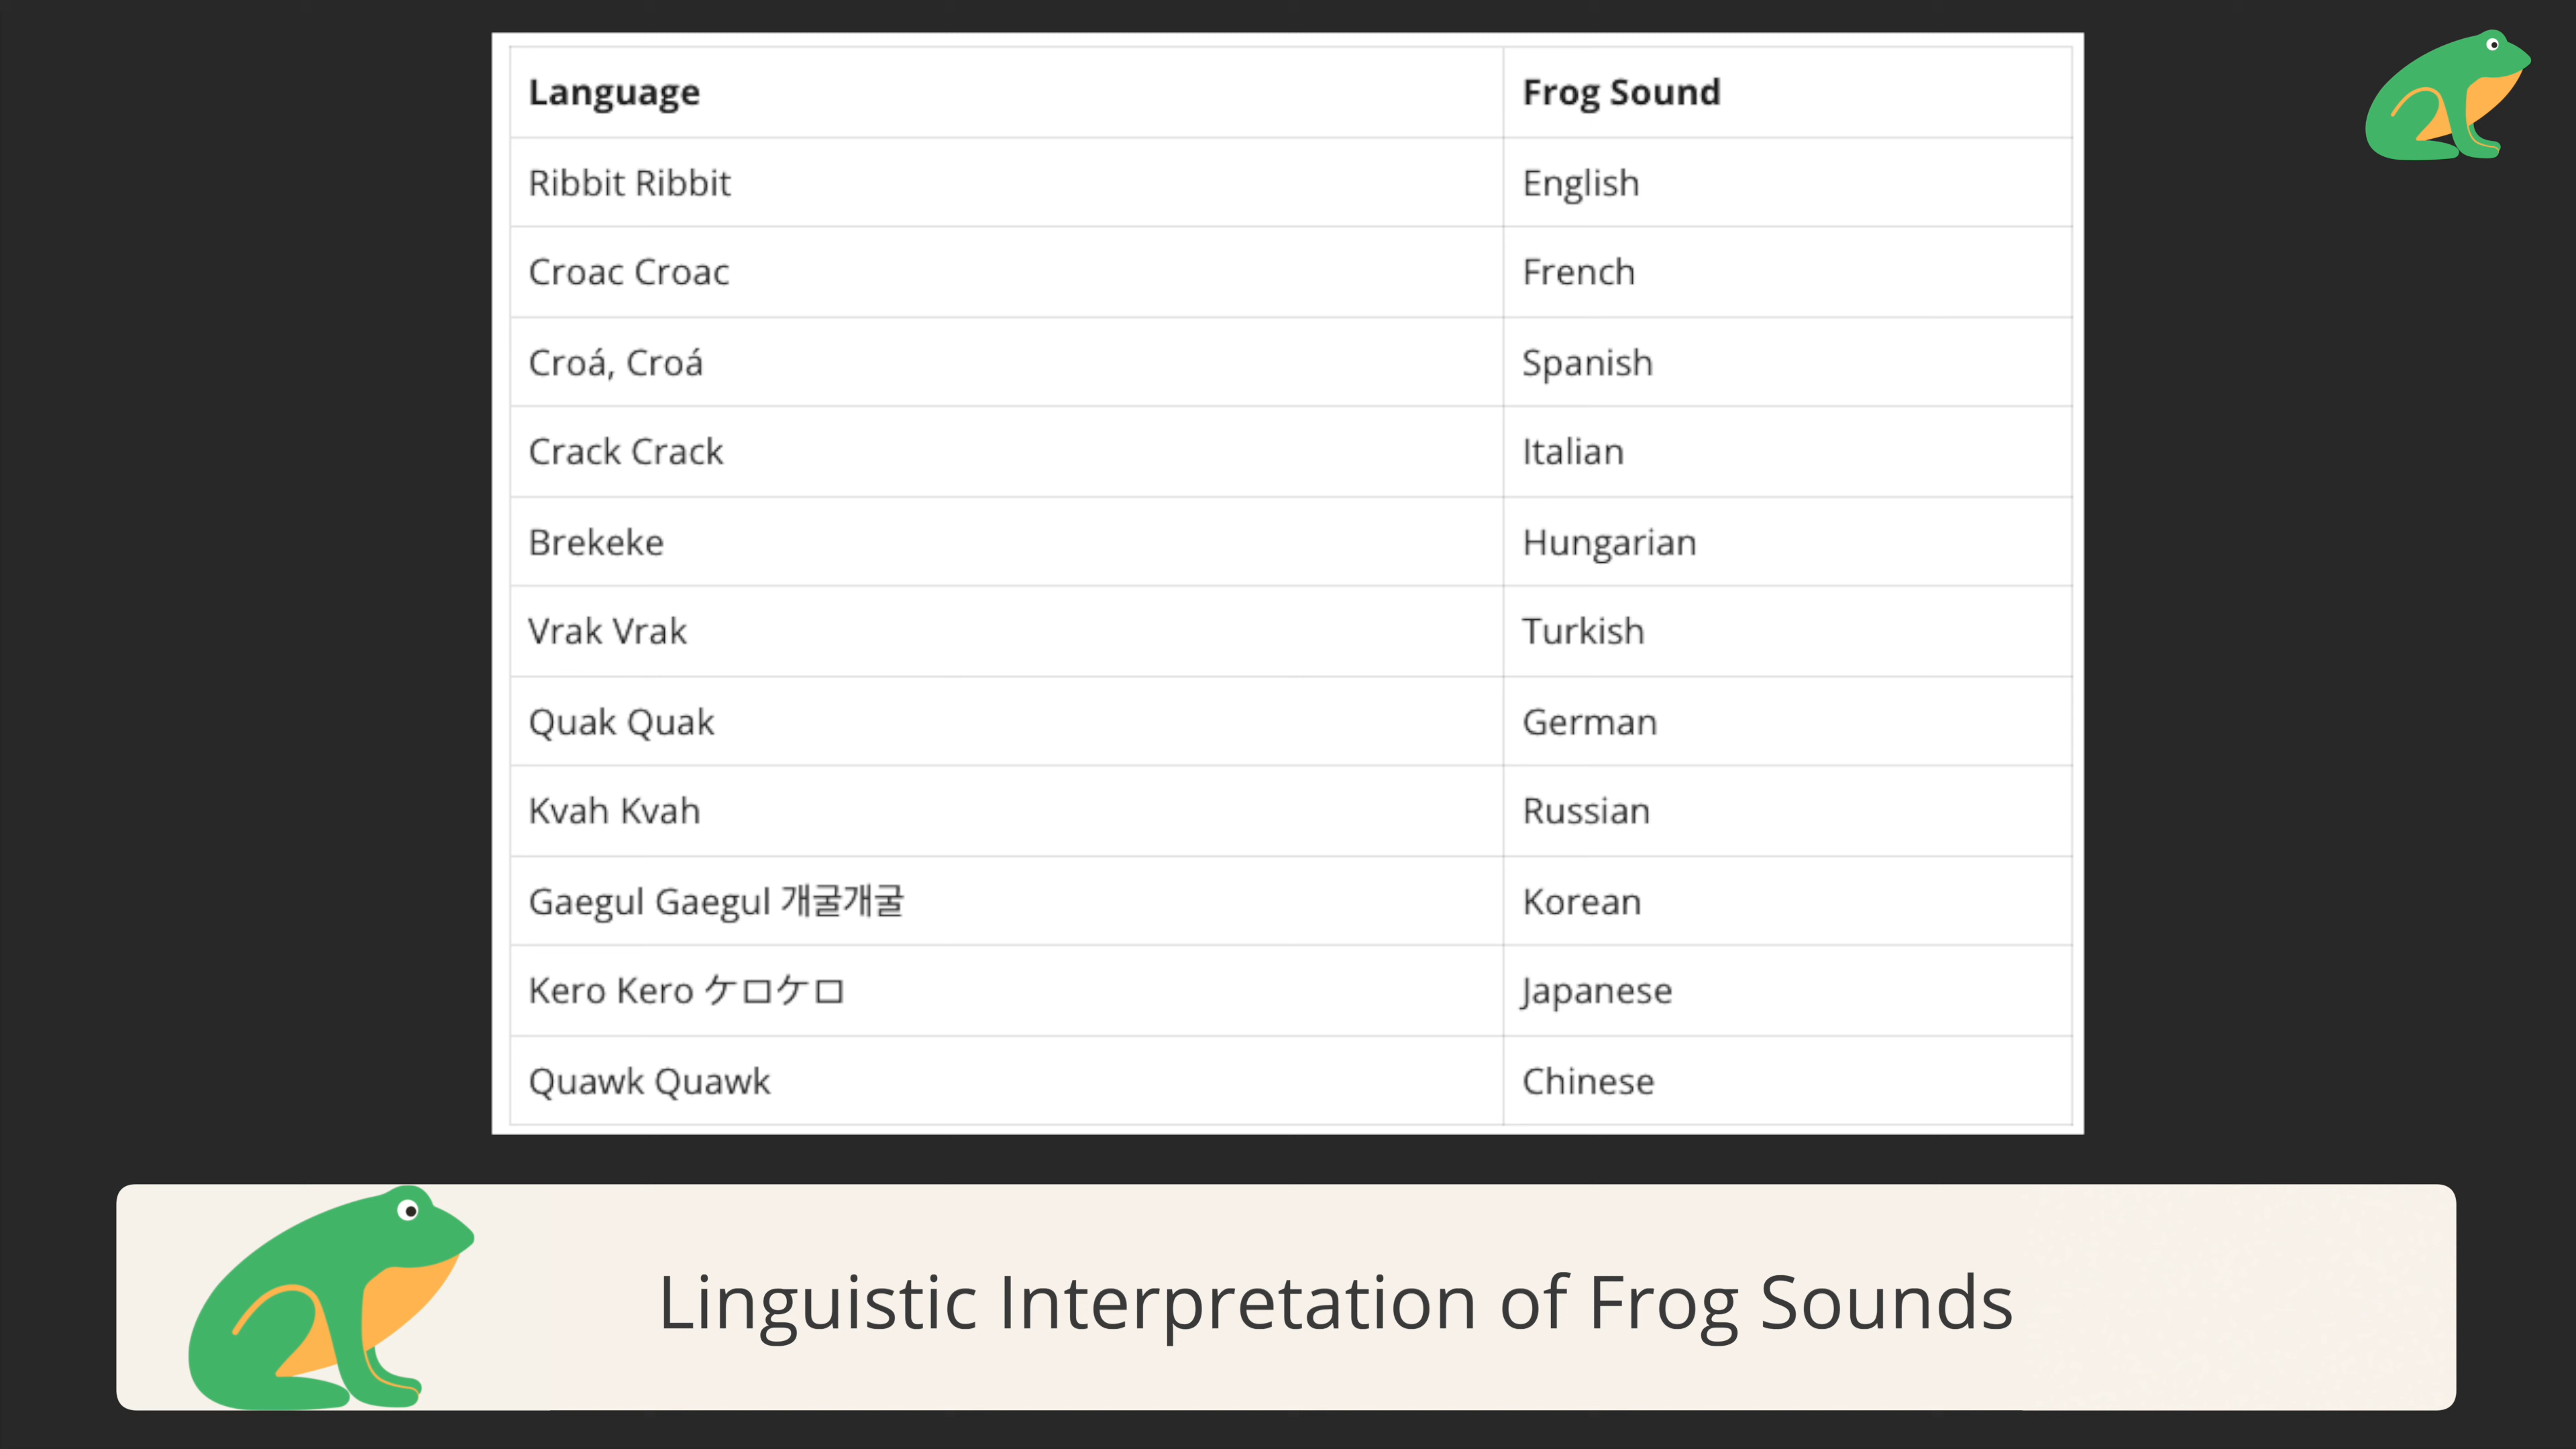 Language Frog Sound
Ribbit Ribbit English
Croac Croac French
Croá, Croá Spanish
Crack Crack Italian
Brekeke Hungarian
Vrak Vrak Turkish
Quak Quak German
Kvah Kvah Russian
Gaegul Gaegul 개굴개굴 Korean
Kero Kero ケロケロ Japanese
Quawk Quawk Chinese
Linguistic Interpretation of Frog Sounds